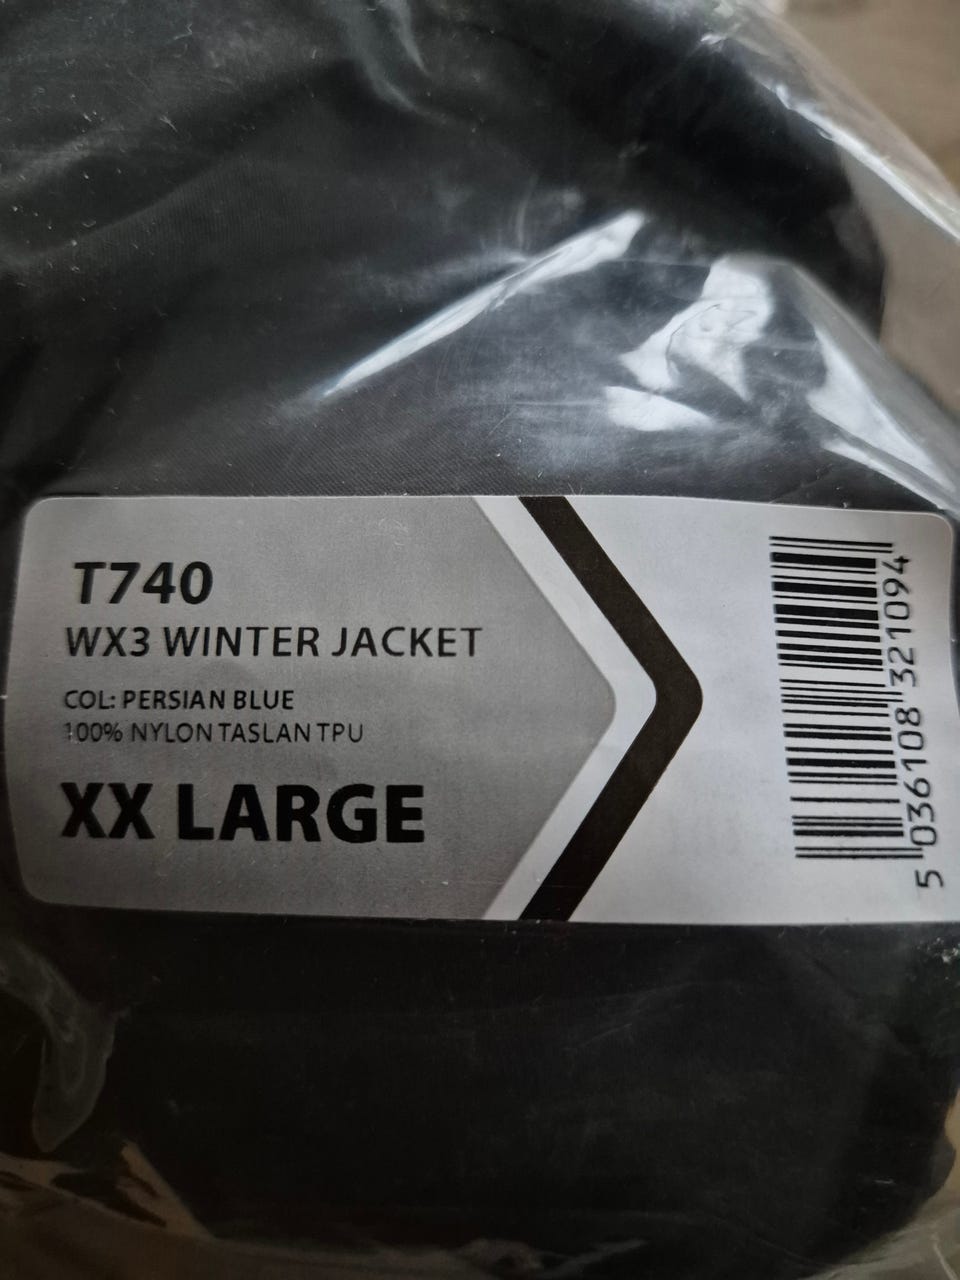 T740
WX3 WINTER JACKET
COL: PERSIAN BLUE
100% NYLON TASLAN TPU
XX LARGE
5 036108 321094